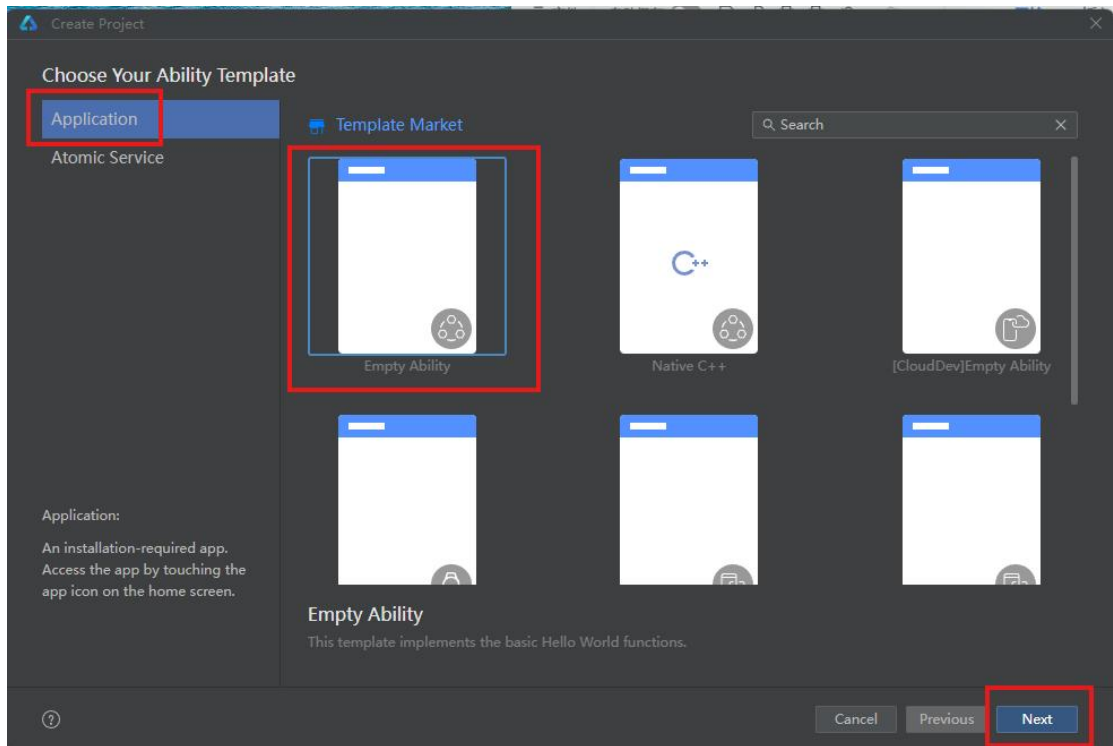 Create Project
Choose Your Ability Template
Application
Atomic Service
Template Market
Search
Empty Ability
Native C++
[CloudDev]Empty Ability
C++
Application:
An installation-required app.
Access the app by touching the
app icon on the home screen.
Empty Ability
This template implements the basic Hello World functions.
Cancel
Previous
Next